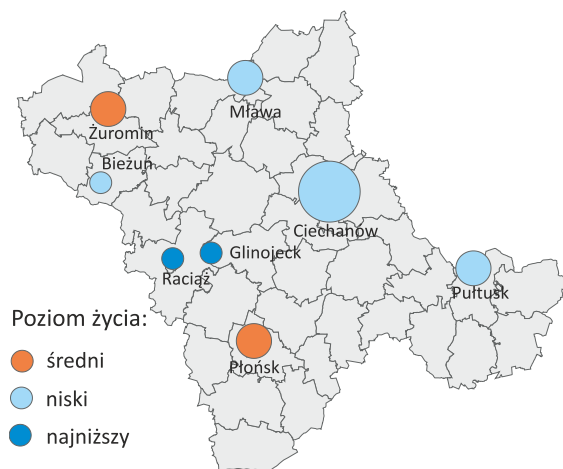 Mława
Żuromin
Bieżuń
Ciechanów
Glinojeck
Raciąż
Pułtusk
Płońsk
Poziom życia:
średni
niski
najniższy